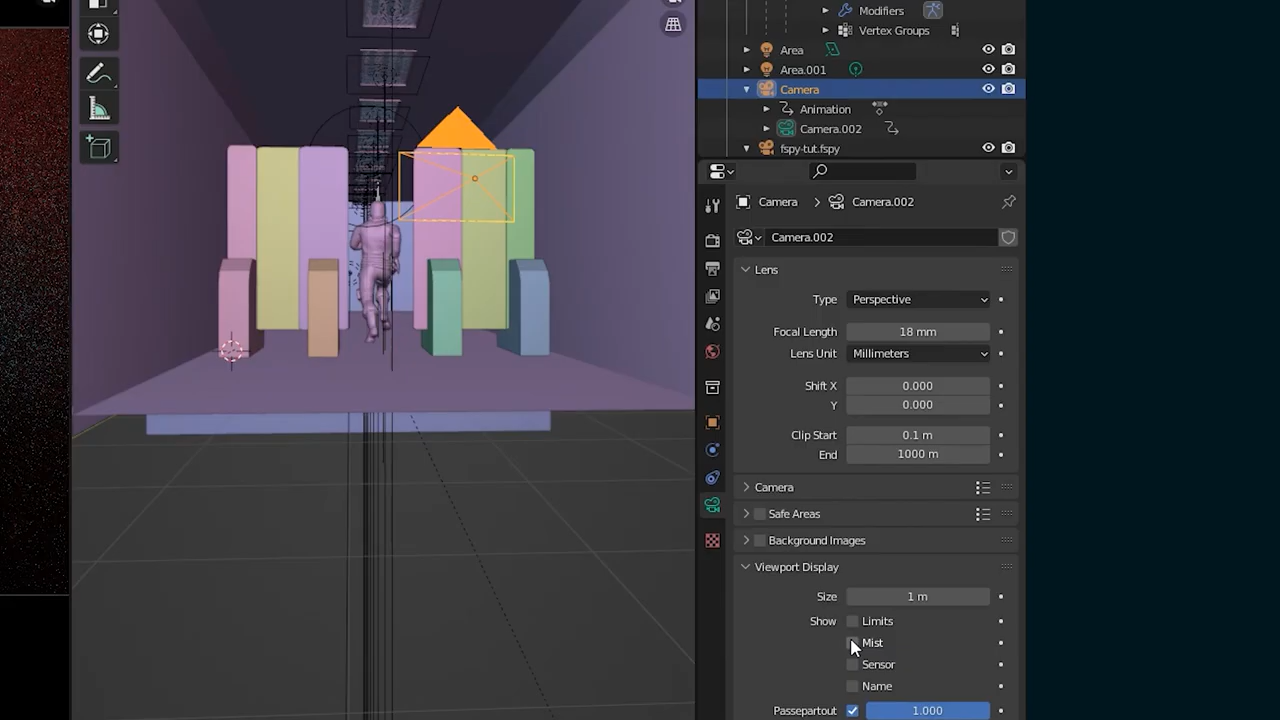 Modifiers
Vertex Groups
Area
Area.001
Camera
Animation
Camera.002
fspy-tut.fspy
Camera > Camera.002
Camera.002
Lens
Type Perspective
Focal Length 18 mm
Lens Unit Millimeters
Shift X 0.000
Y 0.000
Clip Start 0.1 m
End 1000 m
Camera
Safe Areas
Background Images
Viewport Display
Size 1 m
Show Limits
Mist
Sensor
Name
Passepartout 1.000